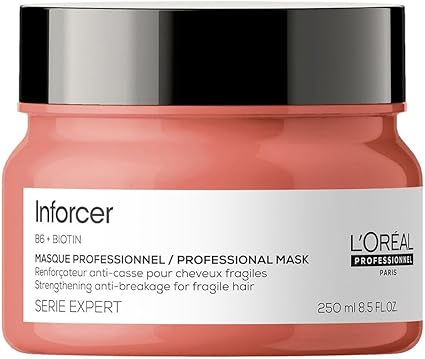 Inforcer
B6 + BIOTIN
MASQUE PROFESSIONNEL / PROFESSIONAL MASK
Renforçateur anti-casse pour cheveux fragiles
Strengthening anti-breakage for fragile hair
SERIE EXPERT
L'ORÉAL
PROFESSIONNEL
PARIS
250 ml 8.5 FL.OZ.